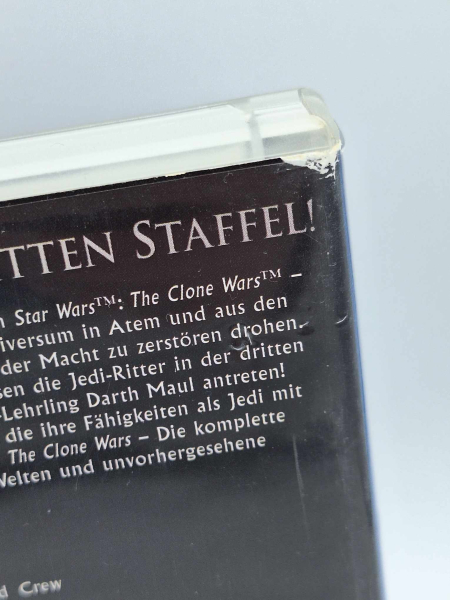 TTEN STAFFEL!
Star Wars™: The Clone Wars™ –
iversum in Atem und aus den
der Macht zu zerstören drohen.
sen die Jedi-Ritter in der dritten
-Lehrling Darth Maul antreten!
die ihre Fähigkeiten als Jedi mit
The Clone Wars – Die komplette
Welten und unvorhergesehene
d Crew